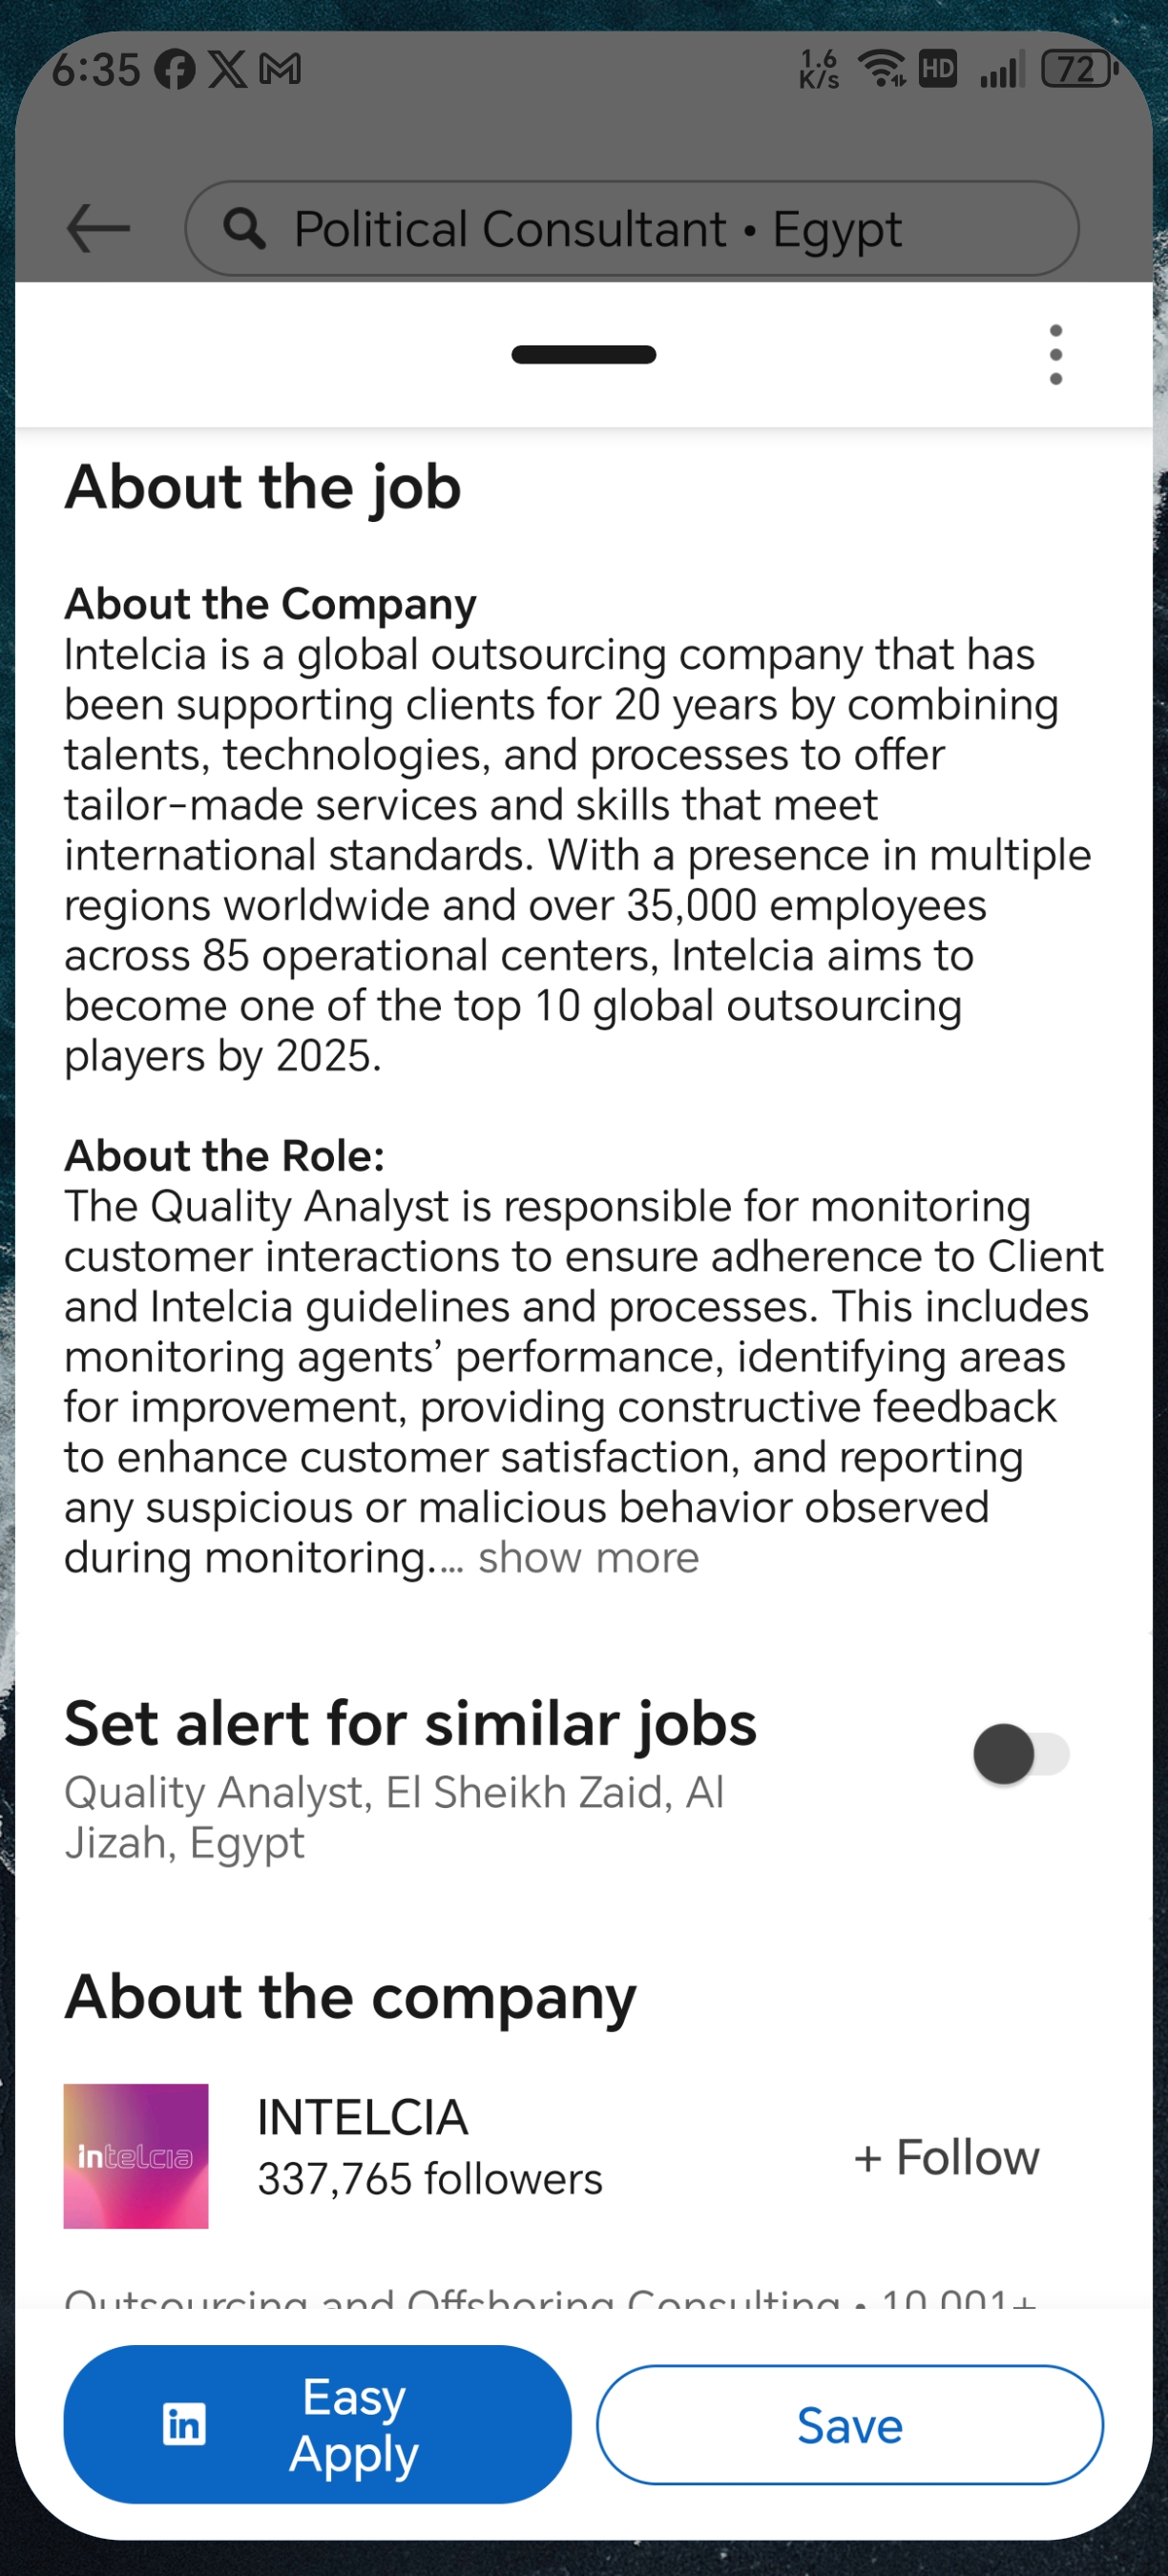 6:35
1.6
K/s
HD
72
Political Consultant • Egypt
About the job
About the Company
Intelcia is a global outsourcing company that has
been supporting clients for 20 years by combining
talents, technologies, and processes to offer
tailor-made services and skills that meet
international standards. With a presence in multiple
regions worldwide and over 35,000 employees
across 85 operational centers, Intelcia aims to
become one of the top 10 global outsourcing
players by 2025.
About the Role:
The Quality Analyst is responsible for monitoring
customer interactions to ensure adherence to Client
and Intelcia guidelines and processes. This includes
monitoring agents’ performance, identifying areas
for improvement, providing constructive feedback
to enhance customer satisfaction, and reporting
any suspicious or malicious behavior observed
during monitoring.… show more
Set alert for similar jobs
Quality Analyst, El Sheikh Zaid, Al
Jizah, Egypt
About the company
intelcia
INTELCIA
337,765 followers
+ Follow
Outsourcing and Offshoring Consulting • 10,001+
in
Easy
Apply
Save